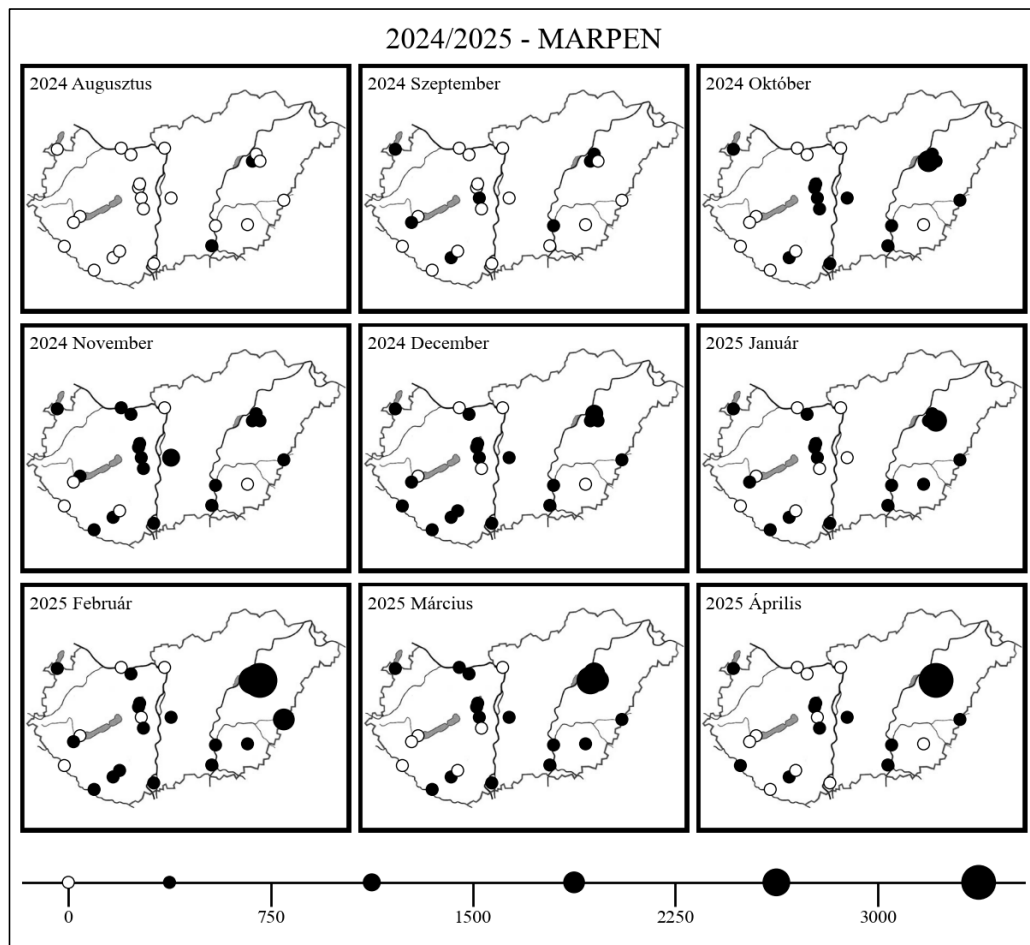 2024/2025 - MARPEN
2024 Augusztus
2024 Szeptember
2024 Október
2024 November
2024 December
2025 Január
2025 Február
2025 Március
2025 Április
0 750 1500 2250 3000